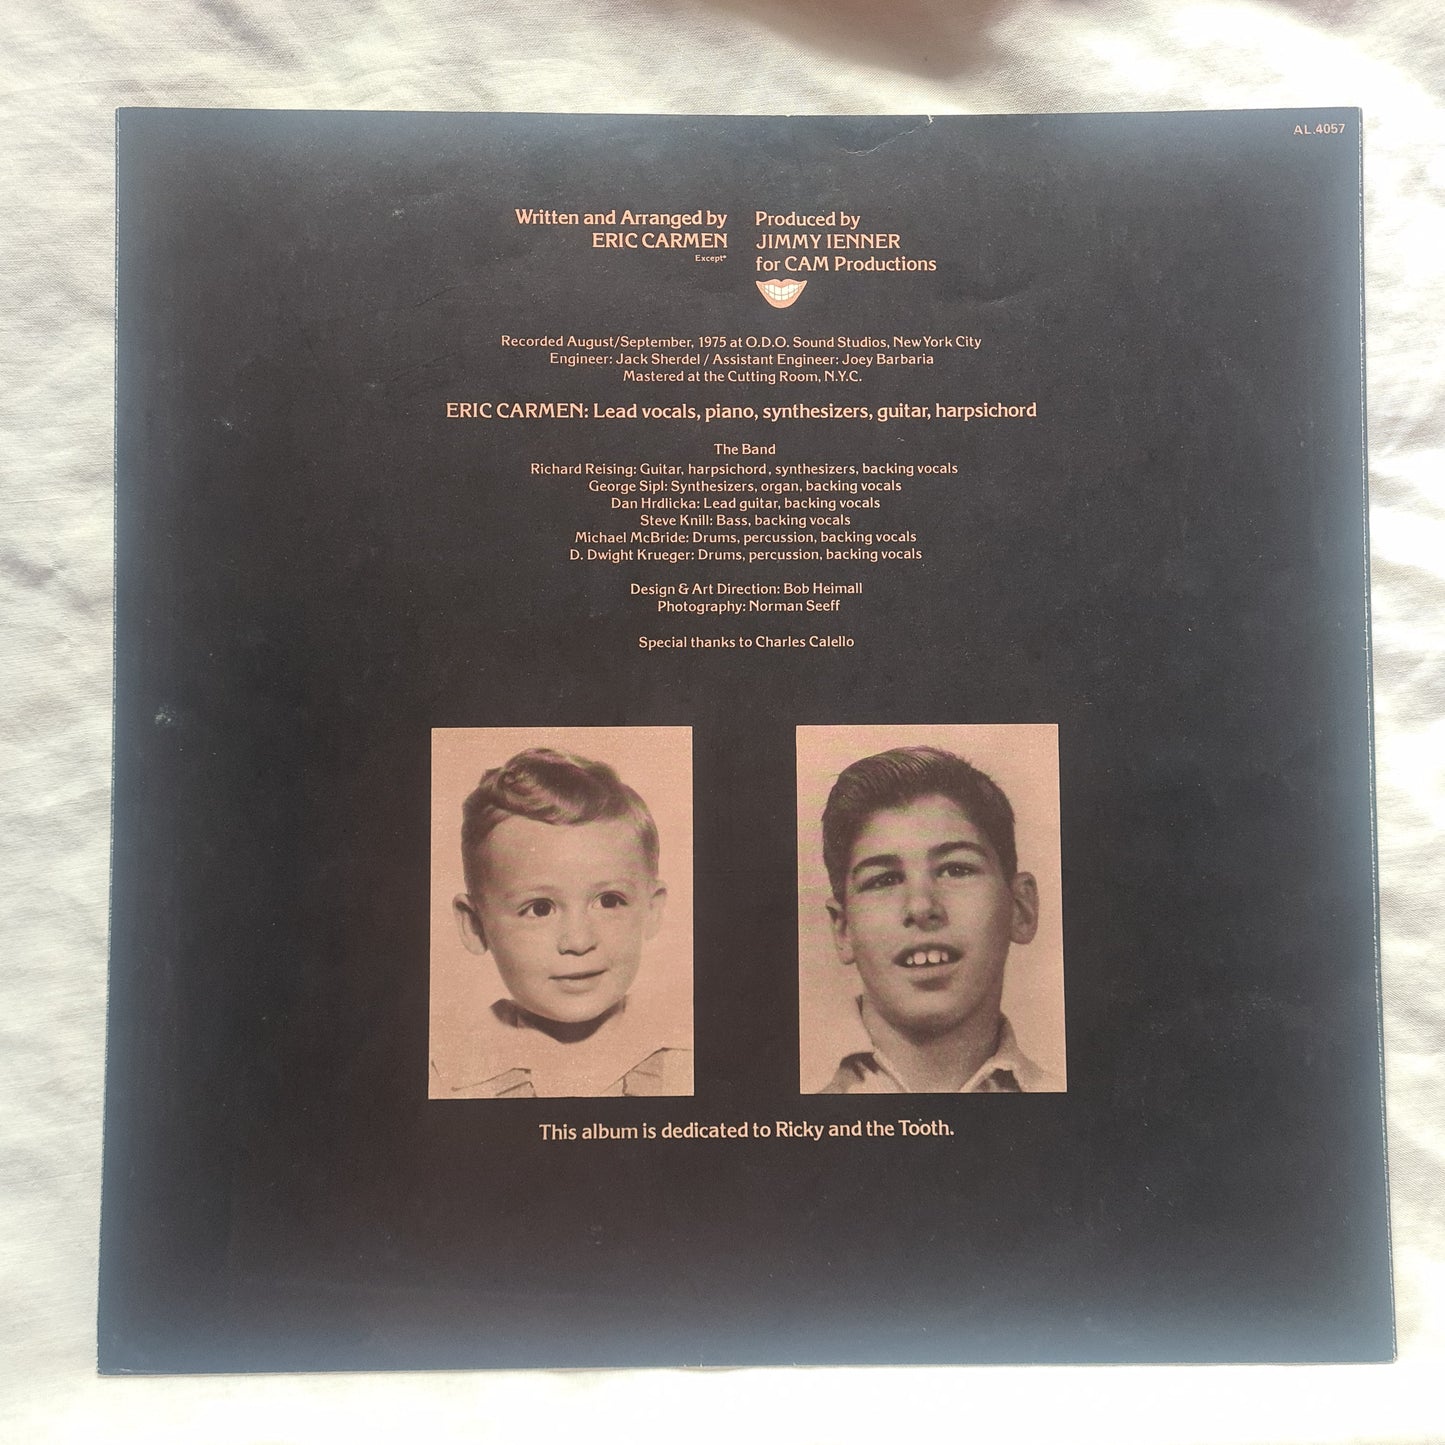 AL.4057
Written and Arranged by
ERIC CARMEN
Except*
Produced by
JIMMY IENNER
for CAM Productions
Recorded August/September, 1975 at O.D.O. Sound Studios, New York City
Engineer: Jack Sherdel / Assistant Engineer: Joey Barbaria
Mastered at the Cutting Room, N.Y.C.
ERIC CARMEN: Lead vocals, piano, synthesizers, guitar, harpsichord
The Band
Richard Reising: Guitar, harpsichord, synthesizers, backing vocals
George Sipl: Synthesizers, organ, backing vocals
Dan Hrdlicka: Lead guitar, backing vocals
Steve Knill: Bass, backing vocals
Michael McBride: Drums, percussion, backing vocals
D. Dwight Krueger: Drums, percussion, backing vocals
Design & Art Direction: Bob Heimall
Photography: Norman Seeff
Special thanks to Charles Calello
This album is dedicated to Ricky and the Tooth.